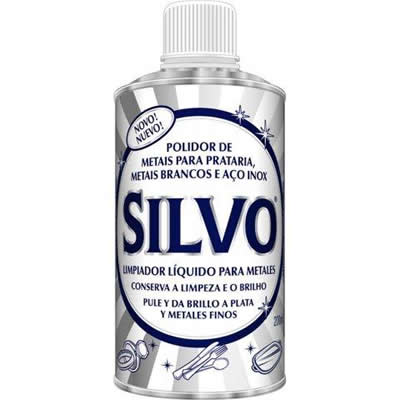 NOVO!
NUEVO!
POLIDOR DE
METAIS PARA PRATARIA,
METAIS BRANCOS E AÇO INOX
SILVO®
LIMPIADOR LÍQUIDO PARA METALES
CONSERVA A LIMPEZA E O BRILHO
PULE Y DA BRILLO A PLATA
Y METALES FINOS